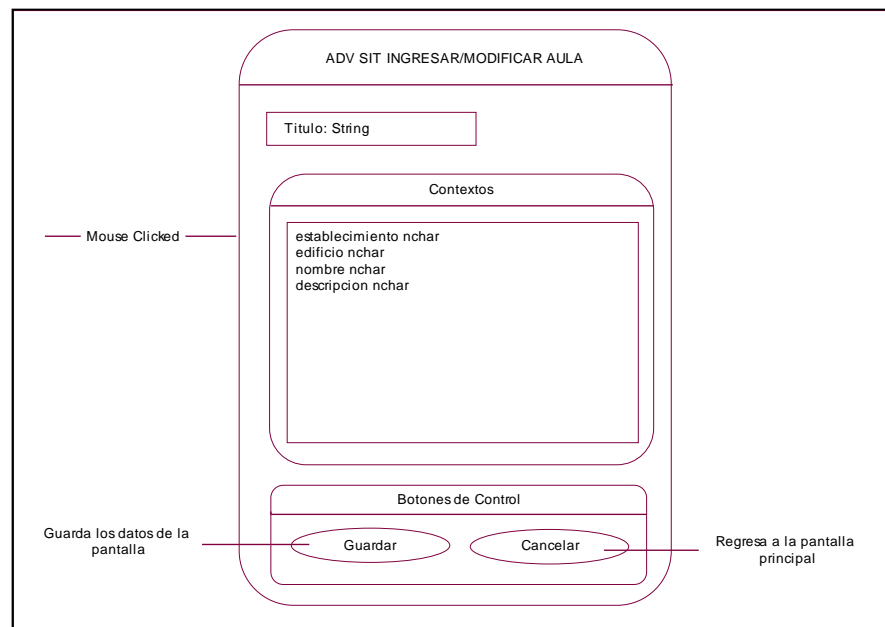 ADV SIT INGRESAR/MODIFICAR AULA
Titulo: String
Contextos
Mouse Clicked
establecimiento nchar
edificio nchar
nombre nchar
descripcion nchar
Botones de Control
Guarda los datos de la
pantalla
Guardar
Cancelar
Regresa a la pantalla
principal